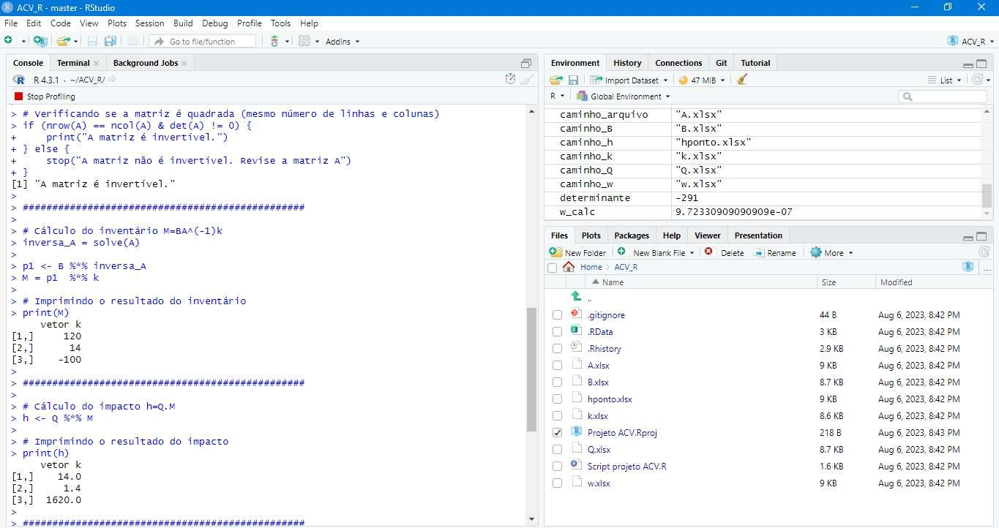 ACV_R - master - RStudio
File Edit Code View Plots Session Build Debug Profile Tools Help
Go to file/function Addins ACV_R
Console Terminal Background Jobs
R 4.3.1 · ~/ACV_R/
Stop Profiling
> # Verificando se a matriz é quadrada (mesmo número de linhas e colunas)
> if (nrow(A) == ncol(A) & det(A) != 0) {
+     print("A matriz é invertível.")
+ } else {
+     stop("A matriz não é invertível. Revise a matriz A")
+ }
[1] "A matriz é invertível."
>
> ################################################
>
> # Cálculo do inventário M=BA^(-1)k
> inversa_A = solve(A)
>
> p1 <- B %*% inversa_A
> M = p1  %*% k
>
> # Imprimindo o resultado do inventário
> print(M)
     vetor k
[1,]     120
[2,]      14
[3,]    -100
>
> ################################################
>
> # Cálculo do impacto h=Q.M
> h <- Q %*% M
>
> # Imprimindo o resultado do impacto
> print(h)
     vetor k
[1,]    14.0
[2,]     1.4
[3,]  1620.0
>
> ################################################
Environment History Connections Git Tutorial
Import Dataset 47 MiB List
R Global Environment
caminho_arquivo "A.xlsx"
caminho_B "B.xlsx"
caminho_h "hponto.xlsx"
caminho_k "k.xlsx"
caminho_Q "Q.xlsx"
caminho_w "w.xlsx"
determinante -291
w_calc 9.72330909090909e-07
Files Plots Packages Help Viewer Presentation
New Folder New Blank File Delete Rename More
Home ACV_R ...
Name Size Modified
..
.gitignore 44 B Aug 6, 2023, 8:42 PM
.RData 3 KB Aug 6, 2023, 8:42 PM
.Rhistory 2.9 KB Aug 6, 2023, 8:42 PM
A.xlsx 9 KB Aug 6, 2023, 8:42 PM
B.xlsx 8.7 KB Aug 6, 2023, 8:42 PM
hponto.xlsx 9 KB Aug 6, 2023, 8:42 PM
k.xlsx 8.6 KB Aug 6, 2023, 8:42 PM
Projeto ACV.Rproj 218 B Aug 6, 2023, 8:43 PM
Q.xlsx 8.7 KB Aug 6, 2023, 8:42 PM
Script projeto ACV.R 1.6 KB Aug 6, 2023, 8:42 PM
w.xlsx 9 KB Aug 6, 2023, 8:42 PM